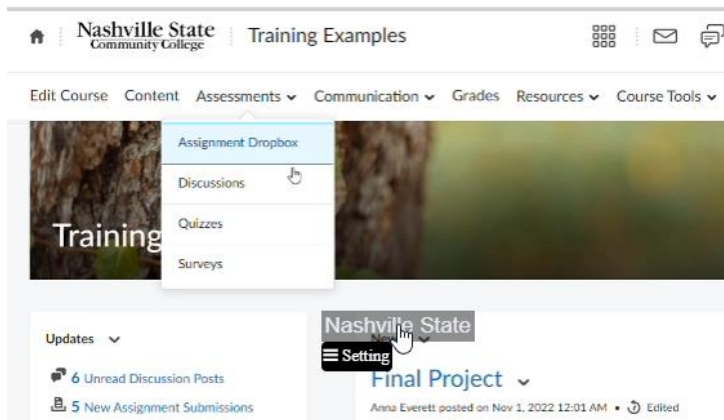 Nashville State
Community College
Training Examples
Edit Course Content Assessments Communication Grades Resources Course Tools
Assignment Dropbox
Discussions
Quizzes
Surveys
Training
Updates
6 Unread Discussion Posts
5 New Assignment Submissions
Nashville State
Setting
Final Project
Anna Everett posted on Nov 1, 2022 12:01 AM • Edited